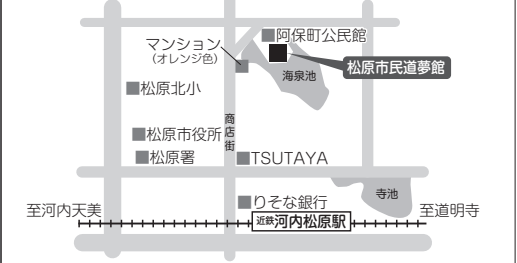 ■阿保町公民館
マンション
（オレンジ色）
松原市民道夢館
海泉池
■松原北小
商店街
■松原市役所
■松原署
■TSUTAYA
寺池
■りそな銀行
至河内天美
至道明寺
近鉄河内松原駅